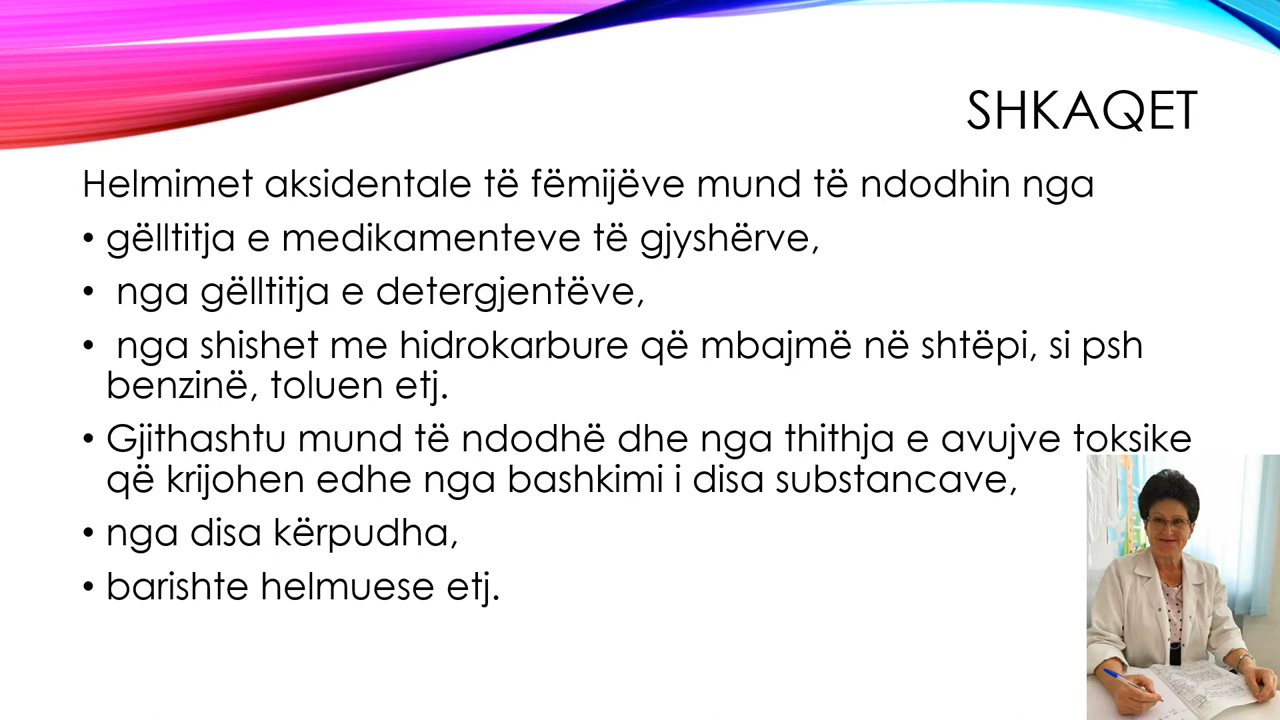 SHKAQET
Helmimet aksidentale të fëmijëve mund të ndodhin nga
• gëlltitja e medikamenteve të gjyshërve,
• nga gëlltitja e detergjentëve,
• nga shishet me hidrokarbure që mbajmë në shtëpi, si psh
benzinë, toluen etj.
• Gjithashtu mund të ndodhë dhe nga thithja e avujve toksike
që krijohen edhe nga bashkimi i disa substancave,
• nga disa kërpudha,
• barishte helmuese etj.